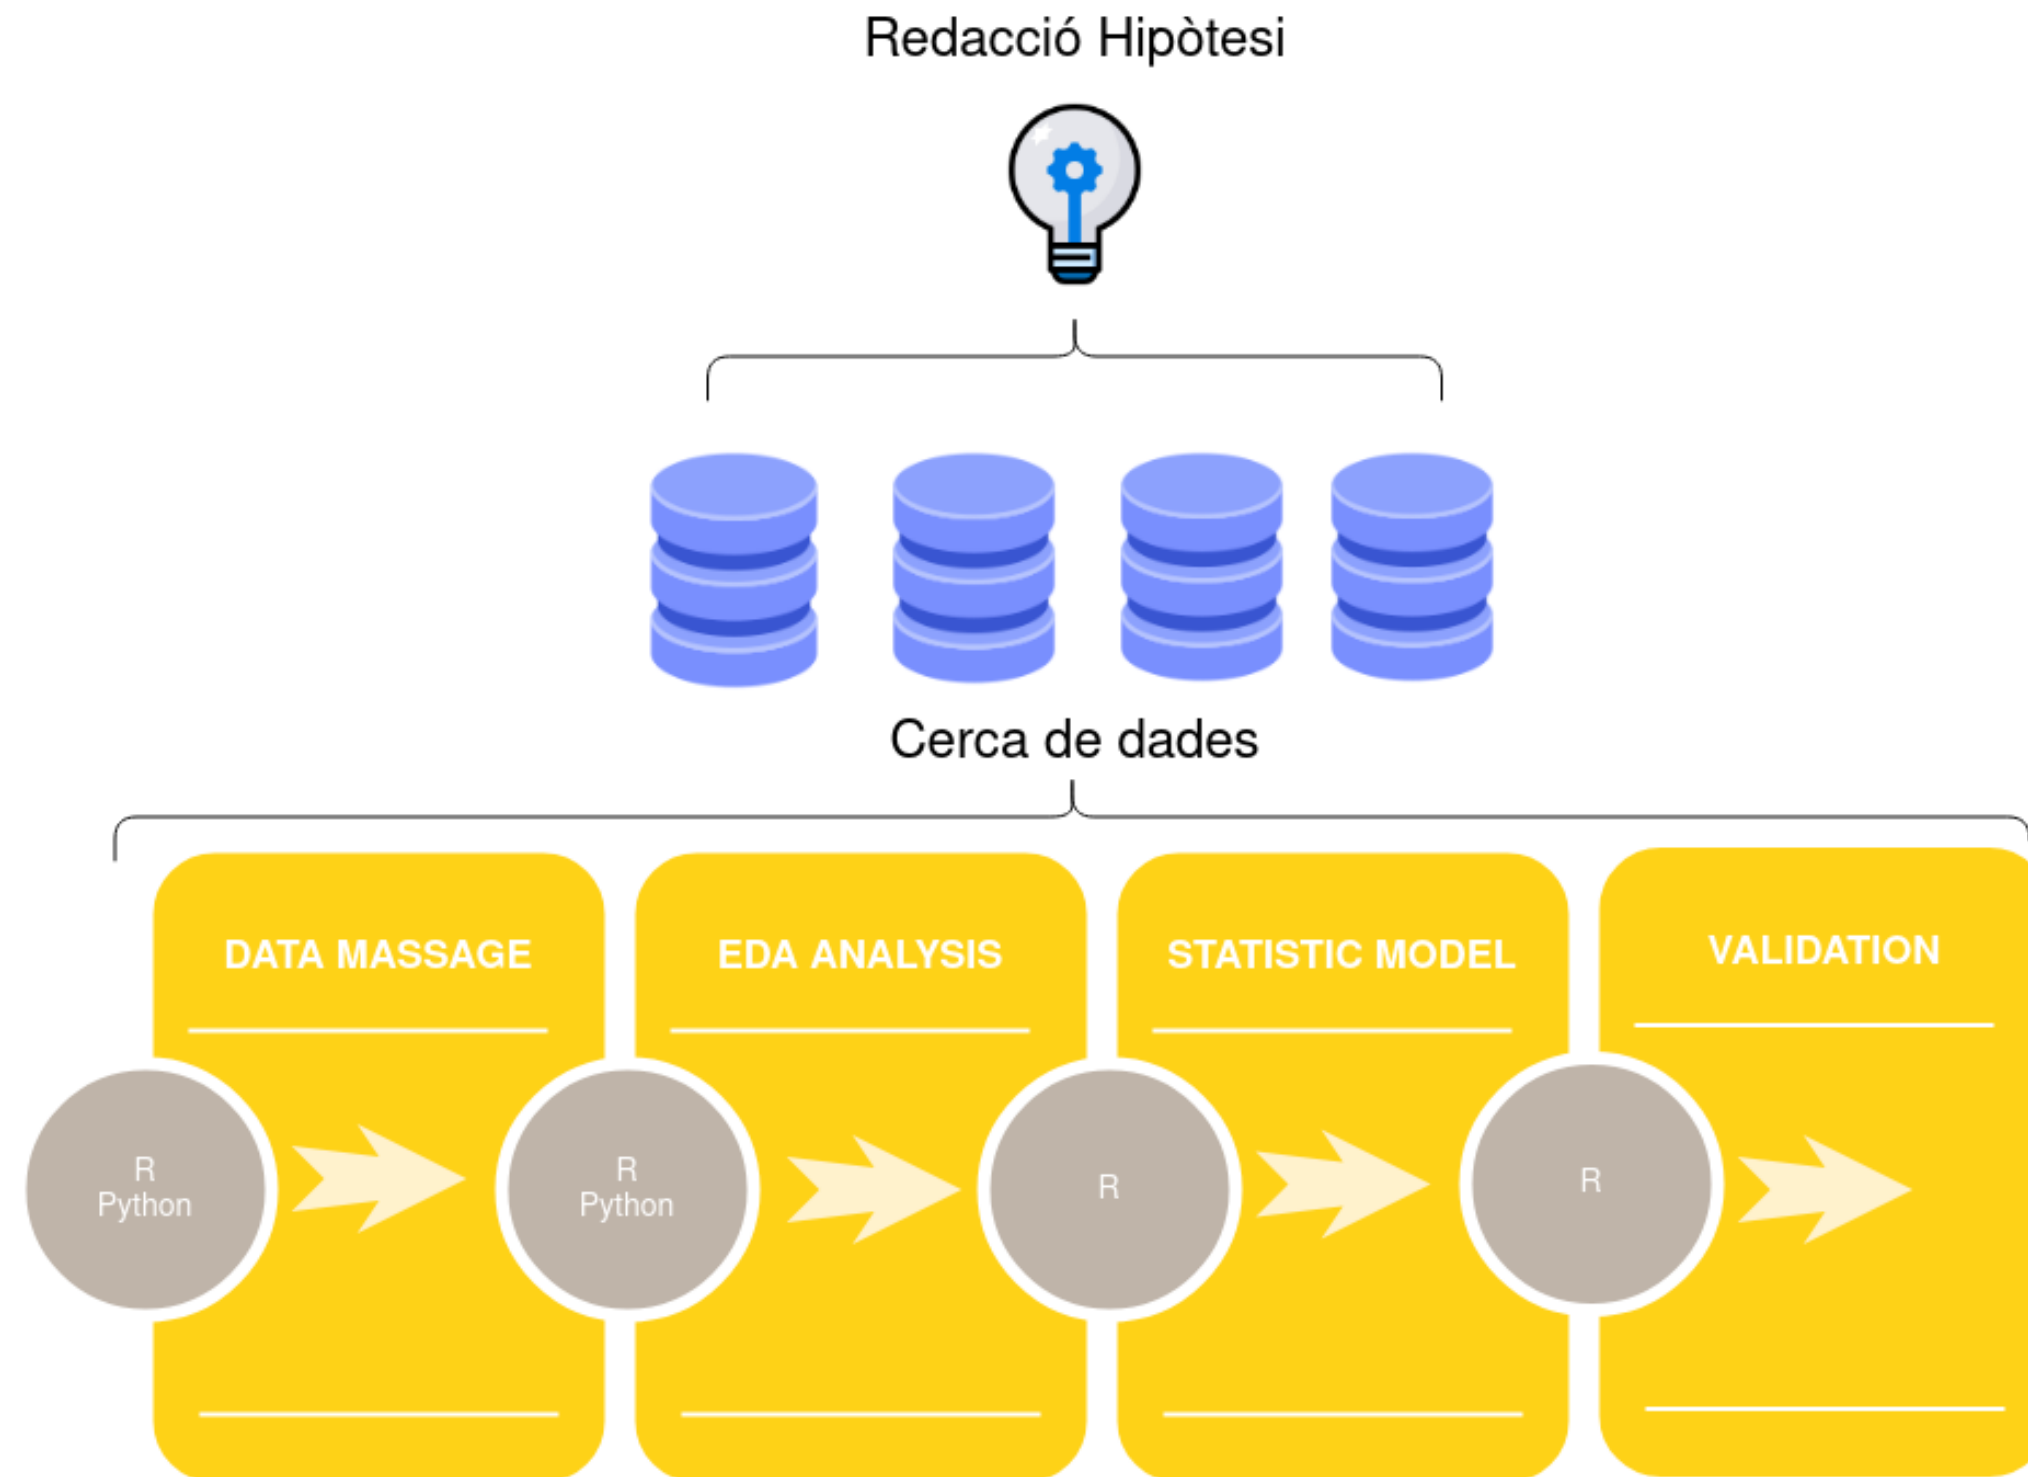 Redacció Hipòtesi
Cerca de dades
DATA MASSAGE
EDA ANALYSIS
STATISTIC MODEL
VALIDATION
R
Python
R
Python
R
R